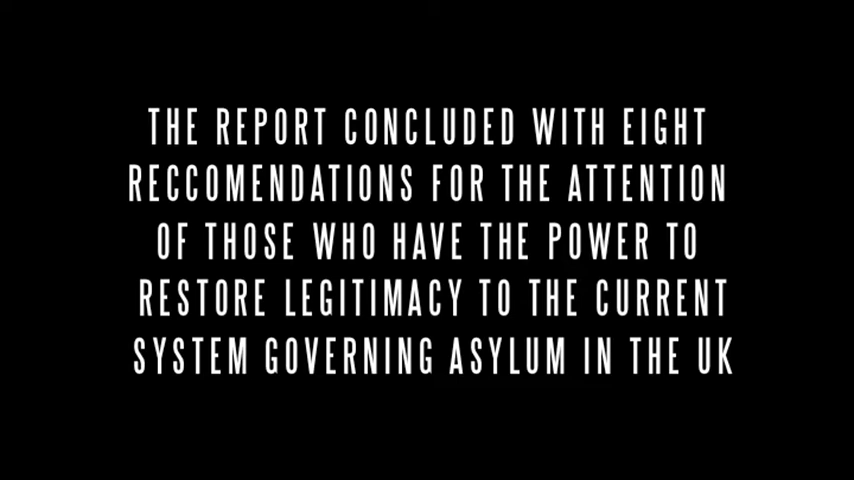 THE REPORT CONCLUDED WITH EIGHT
RECCOMENDATIONS FOR THE ATTENTION
OF THOSE WHO HAVE THE POWER TO
RESTORE LEGITIMACY TO THE CURRENT
SYSTEM GOVERNING ASYLUM IN THE UK